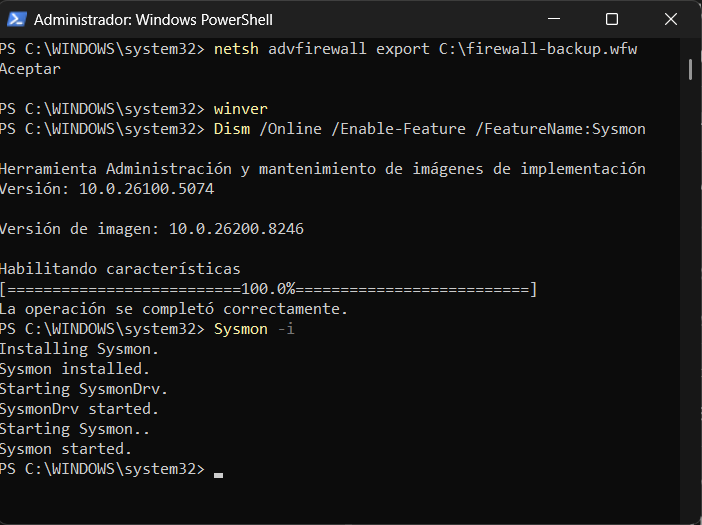 Administrador: Windows PowerShell
PS C:\WINDOWS\system32> netsh advfirewall export C:\firewall-backup.wfw
Aceptar
PS C:\WINDOWS\system32> winver
PS C:\WINDOWS\system32> Dism /Online /Enable-Feature /FeatureName:Sysmon
Herramienta Administración y mantenimiento de imágenes de implementación
Versión: 10.0.26100.5074
Versión de imagen: 10.0.26200.8246
Habilitando características
[==========================100.0%==========================]
La operación se completó correctamente.
PS C:\WINDOWS\system32> Sysmon -i
Installing Sysmon.
Sysmon installed.
Starting SysmonDrv.
SysmonDrv started.
Starting Sysmon..
Sysmon started.
PS C:\WINDOWS\system32>